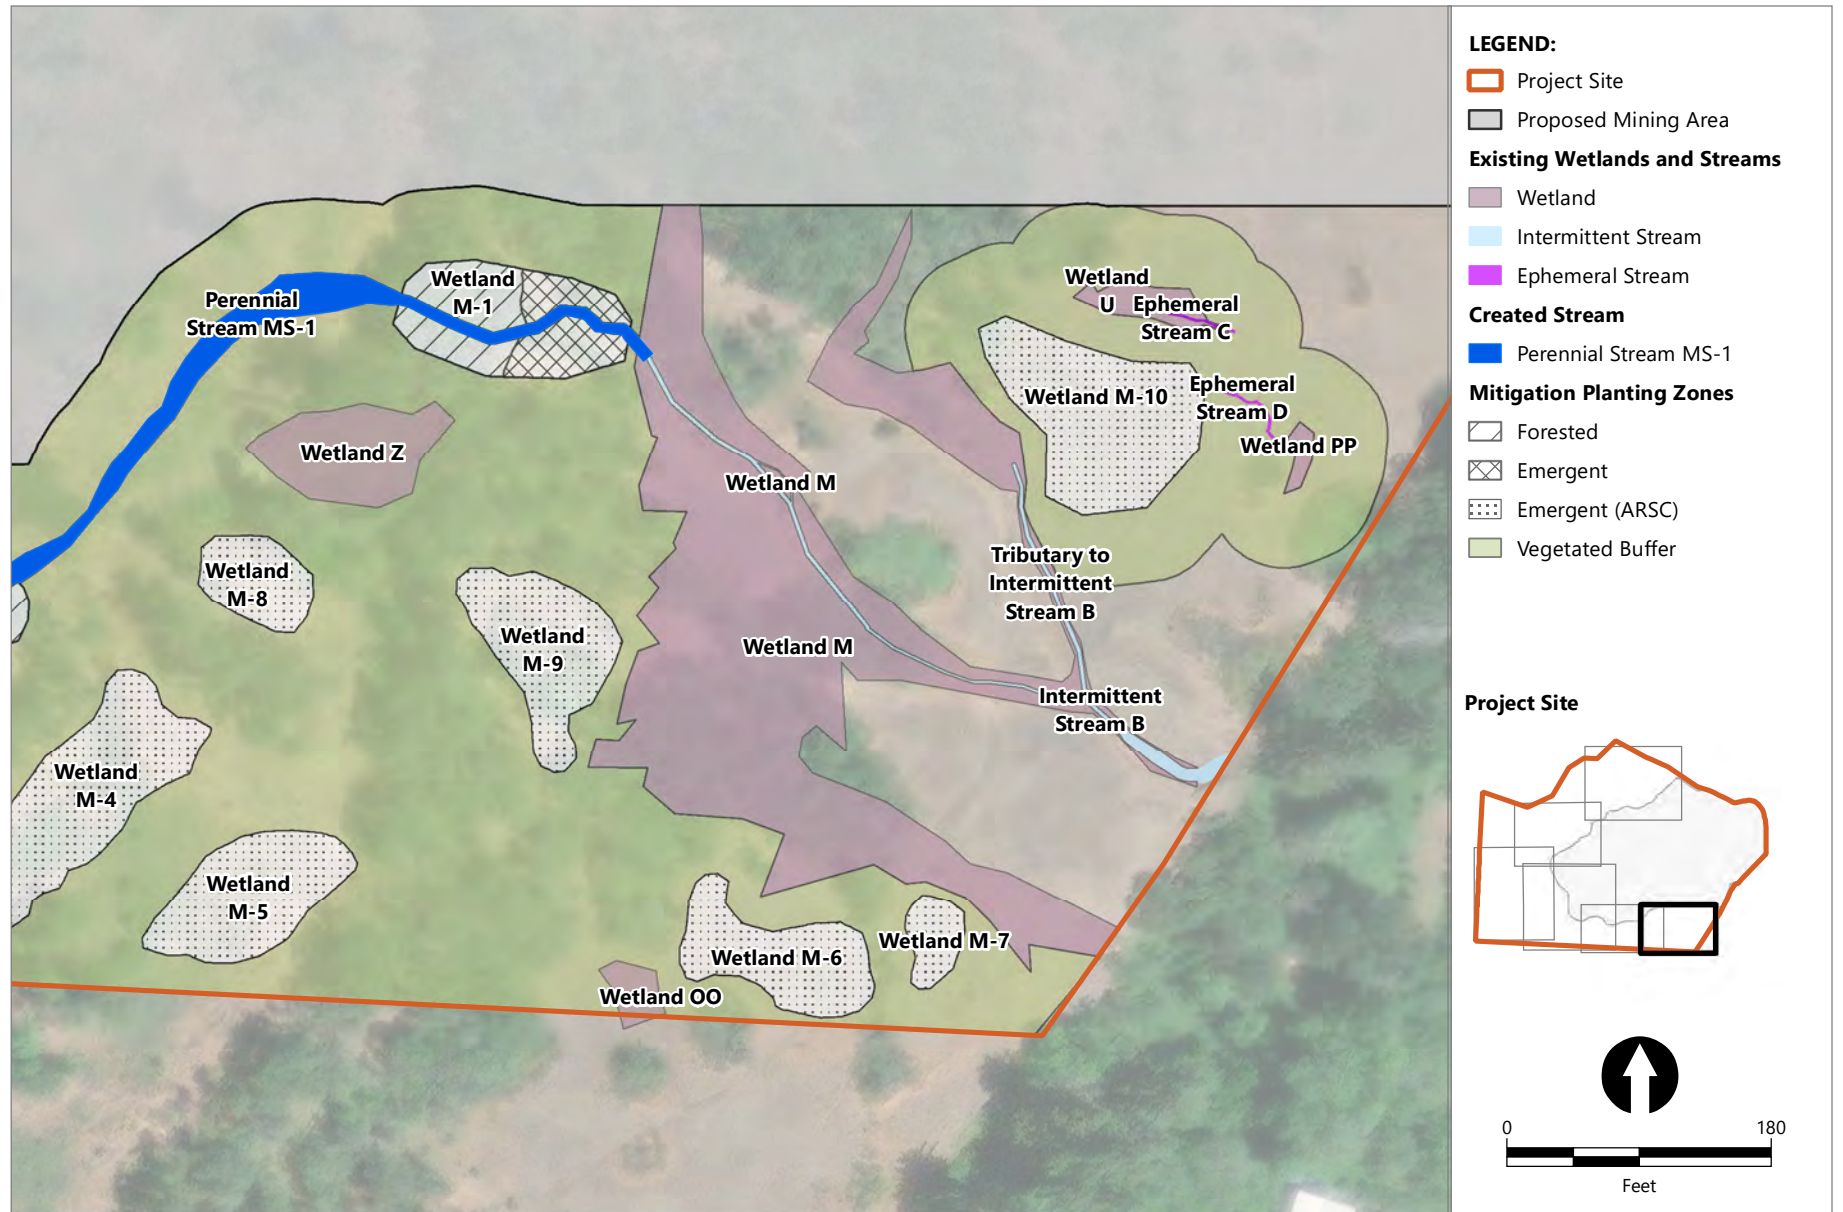 Wetland
M-1
Perennial
Stream MS-1
Wetland
U
Ephemeral
Stream C
Wetland M-10
Ephemeral
Stream D
Wetland PP
Wetland Z
Wetland M
Wetland
M-8
Tributary to
Intermittent
Stream B
Wetland
M-9
Wetland M
Intermittent
Stream B
Wetland
M-4
Wetland
M-5
Wetland M-6
Wetland M-7
Wetland OO
LEGEND:
Project Site
Proposed Mining Area
Existing Wetlands and Streams
Wetland
Intermittent Stream
Ephemeral Stream
Created Stream
Perennial Stream MS-1
Mitigation Planting Zones
Forested
Emergent
Emergent (ARSC)
Vegetated Buffer
Project Site
0 180
Feet